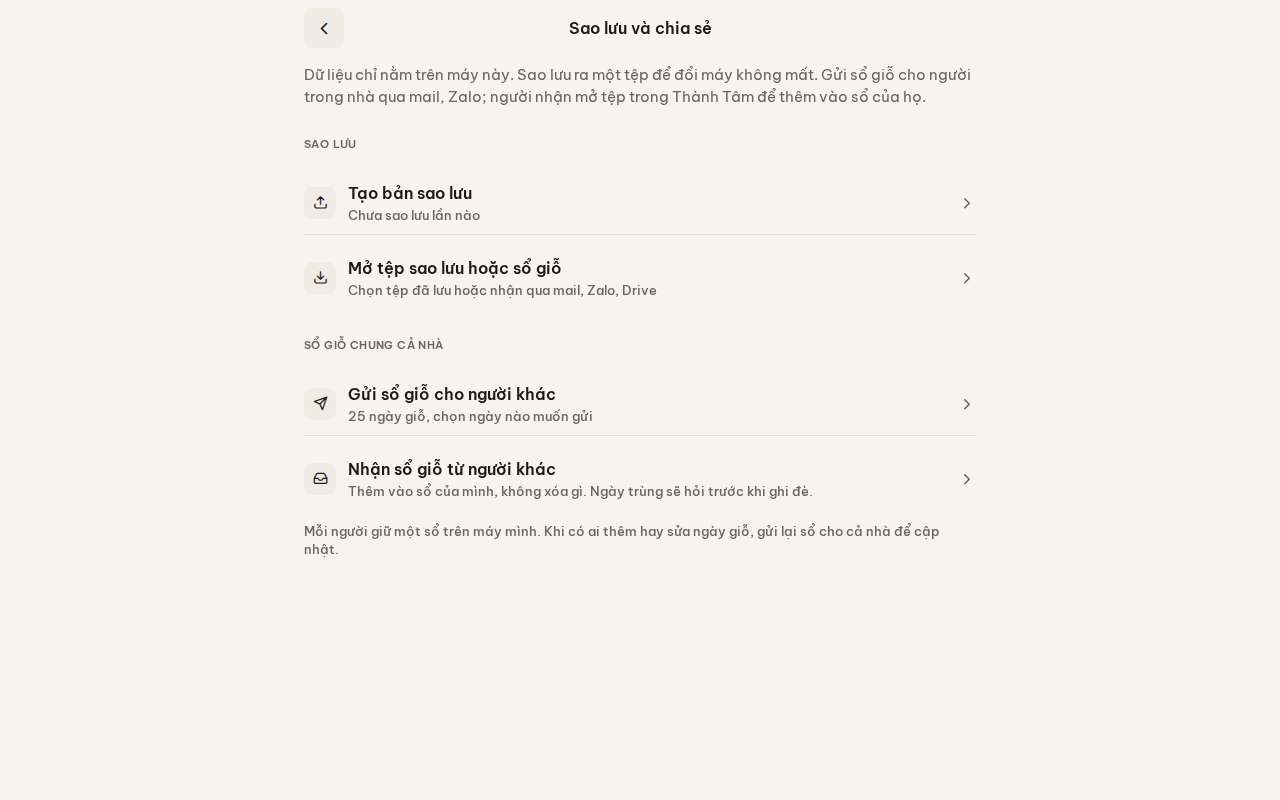 Sao lưu và chia sẻ
Dữ liệu chỉ nằm trên máy này. Sao lưu ra một tệp để đổi máy không mất. Gửi sổ giỗ cho người
trong nhà qua mail, Zalo; người nhận mở tệp trong Thành Tâm để thêm vào sổ của họ.
SAO LƯU
Tạo bản sao lưu
Chưa sao lưu lần nào
Mở tệp sao lưu hoặc sổ giỗ
Chọn tệp đã lưu hoặc nhận qua mail, Zalo, Drive
SỔ GIỖ CHUNG CẢ NHÀ
Gửi sổ giỗ cho người khác
25 ngày giỗ, chọn ngày nào muốn gửi
Nhận sổ giỗ từ người khác
Thêm vào sổ của mình, không xóa gì. Ngày trùng sẽ hỏi trước khi ghi đè.
Mỗi người giữ một sổ trên máy mình. Khi có ai thêm hay sửa ngày giỗ, gửi lại sổ cho cả nhà để cập
nhật.